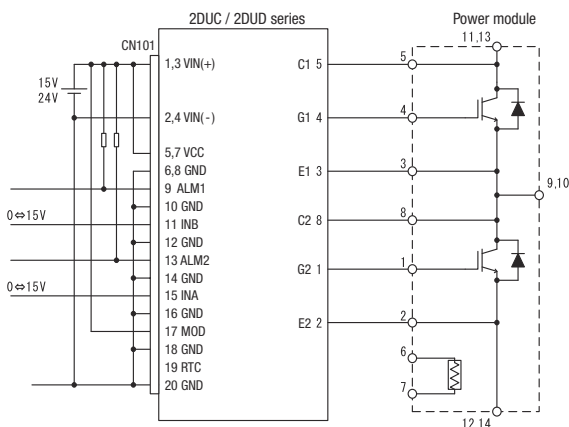 2DUC / 2DUD series
Power module
CN101
11,13
1,3 VIN(+)
C1 5
5
15V
24V
2,4 VIN(-)
G1 4
4
5,7 VCC
6,8 GND
E1 3
3
9 ALM1
9,10
10 GND
0⇔15V
11 INB
C2 8
8
12 GND
13 ALM2
G2 1
1
14 GND
0⇔15V
15 INA
16 GND
E2 2
2
17 MOD
18 GND
6
19 RTC
20 GND
7
12,14